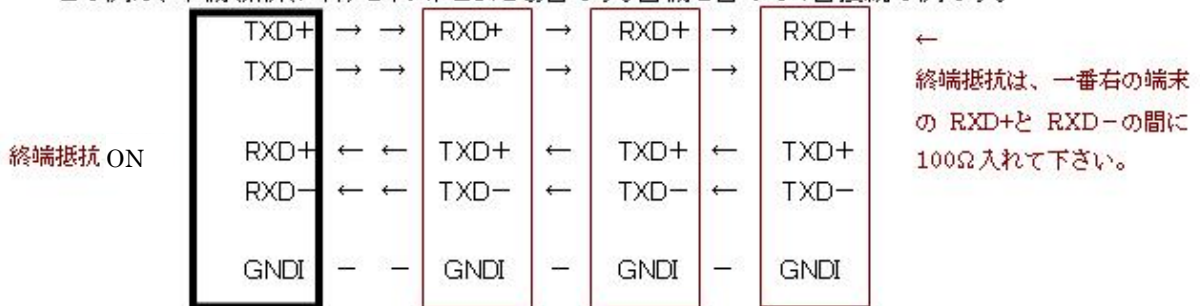 TXD+ → → RXD+ → RXD+ → RXD+ ←
TXD− → → RXD− → RXD− → RXD−
終端抵抗は、一番右の端末
の RXD+と RXD−の間に
100Ω入れて下さい。
終端抵抗 ON
RXD+ ← ← TXD+ ← TXD+ ← TXD+
RXD− ← ← TXD− ← TXD− ← TXD−
GNDI − − GNDI − GNDI − GNDI